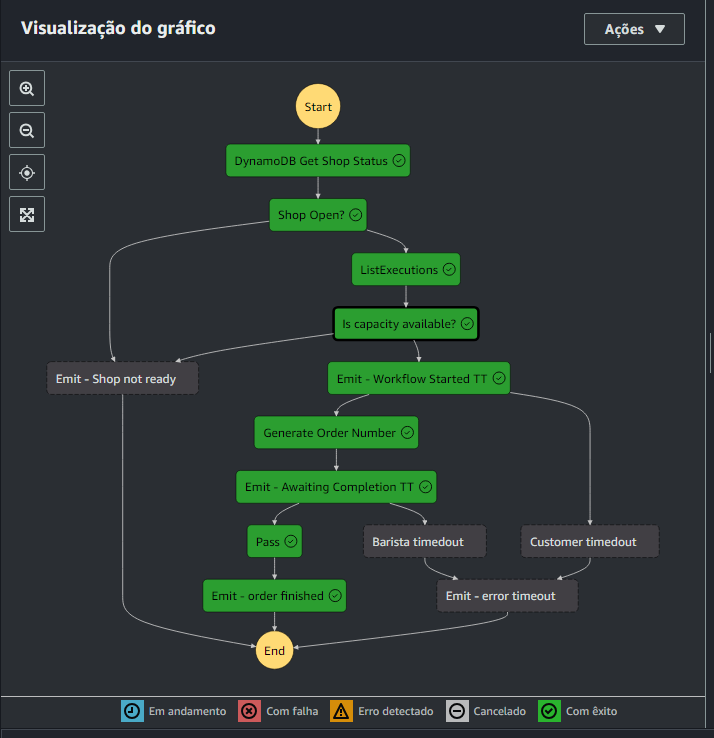 Visualização do gráfico
Ações
Start
DynamoDB Get Shop Status
Shop Open?
ListExecutions
Is capacity available?
Emit - Shop not ready
Emit - Workflow Started TT
Generate Order Number
Emit - Awaiting Completion TT
Pass
Barista timedout
Customer timedout
Emit - order finished
Emit - error timeout
End
Em andamento
Com falha
Erro detectado
Cancelado
Com êxito